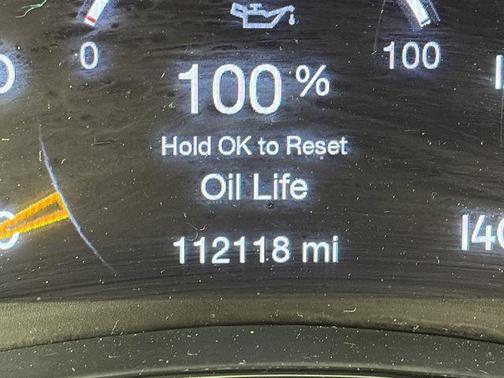 0 100
100 %
Hold OK to Reset
Oil Life
112118 mi